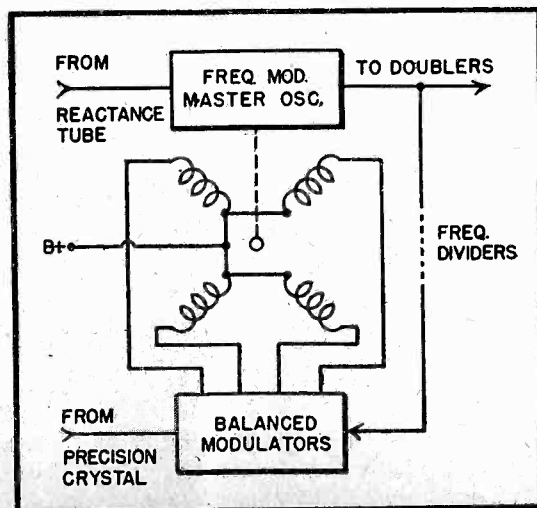 FROM
REACTANCE
TUBE
FREQ. MOD.
MASTER OSC.
TO DOUBLERS
B+
FREQ.
DIVIDERS
FROM
PRECISION
CRYSTAL
BALANCED
MODULATORS